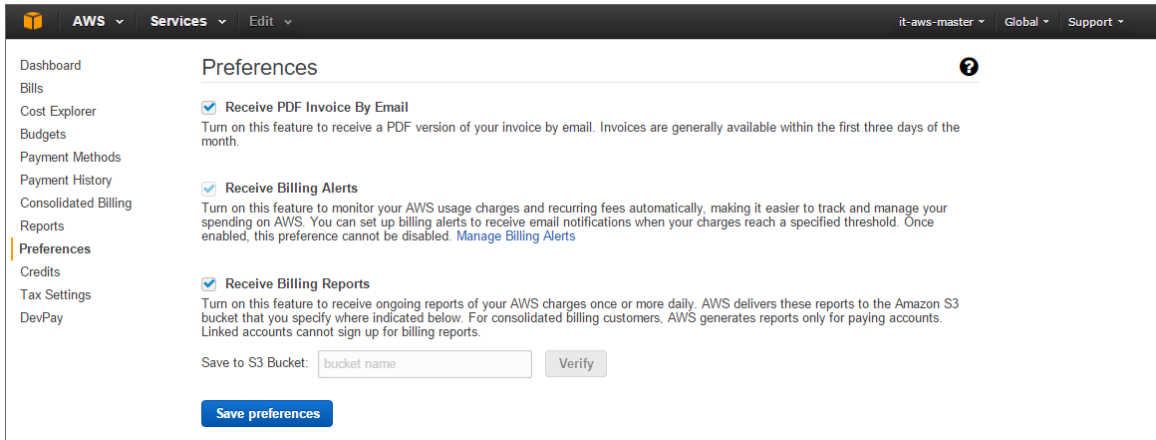 AWS Services Edit it-aws-master Global Support
Dashboard
Bills
Cost Explorer
Budgets
Payment Methods
Payment History
Consolidated Billing
Reports
Preferences
Credits
Tax Settings
DevPay
Preferences ?
Receive PDF Invoice By Email
Turn on this feature to receive a PDF version of your invoice by email. Invoices are generally available within the first three days of the
month.
Receive Billing Alerts
Turn on this feature to monitor your AWS usage charges and recurring fees automatically, making it easier to track and manage your
spending on AWS. You can set up billing alerts to receive email notifications when your charges reach a specified threshold. Once
enabled, this preference cannot be disabled. Manage Billing Alerts
Receive Billing Reports
Turn on this feature to receive ongoing reports of your AWS charges once or more daily. AWS delivers these reports to the Amazon S3
bucket that you specify where indicated below. For consolidated billing customers, AWS generates reports only for paying accounts.
Linked accounts cannot sign up for billing reports.
Save to S3 Bucket: bucket name Verify
Save preferences